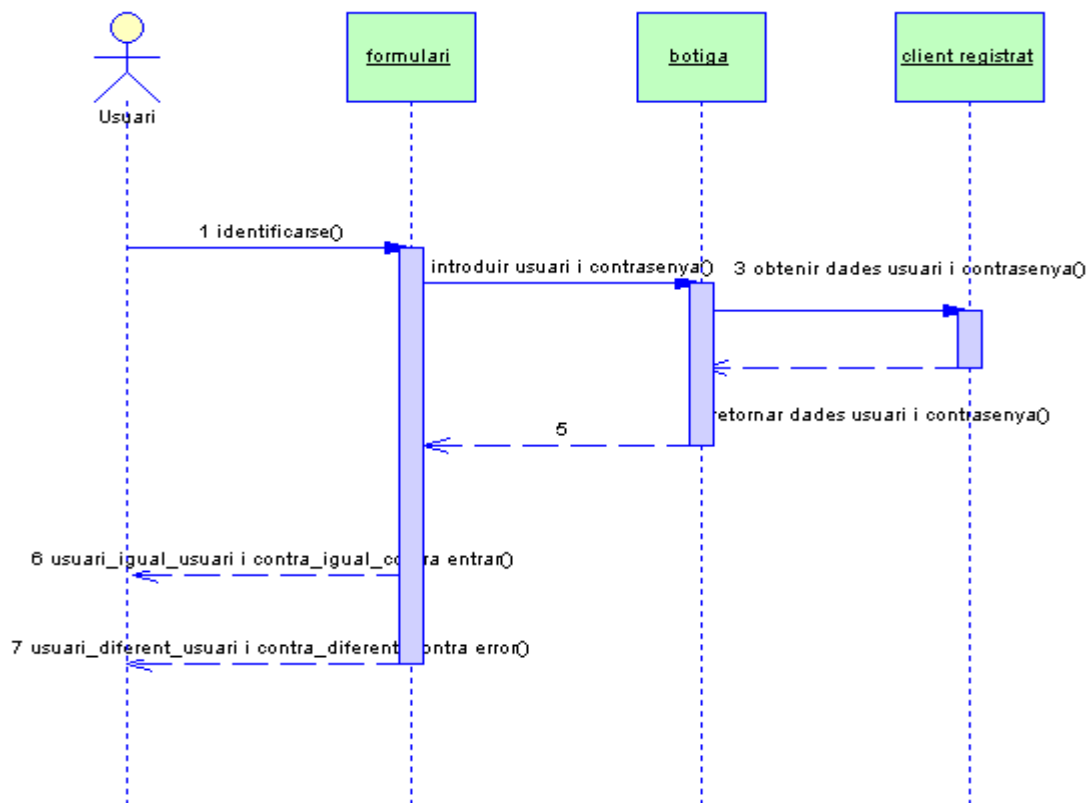 formulari
botiga
client registrat
Usuari
1 identificarse()
introduir usuari i contrasenya()
3 obtenir dades usuari i contrasenya()
retornar dades usuari i contrasenya()
5
6 usuari_igual_usuari i contra_igual_contra entrar()
7 usuari_diferent_usuari i contra_diferent_contra error()